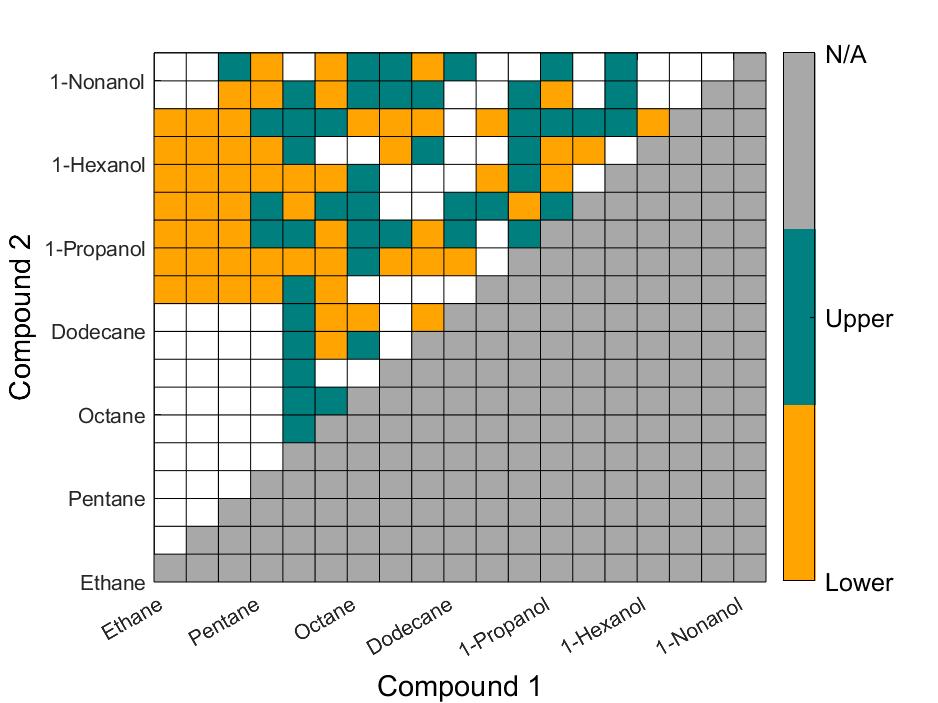 N/A
1-Nonanol
1-Hexanol
1-Propanol
Dodecane
Octane
Pentane
Ethane
Compound 2
Upper
Lower
Ethane
Pentane
Octane
Dodecane
1-Propanol
1-Hexanol
1-Nonanol
Compound 1